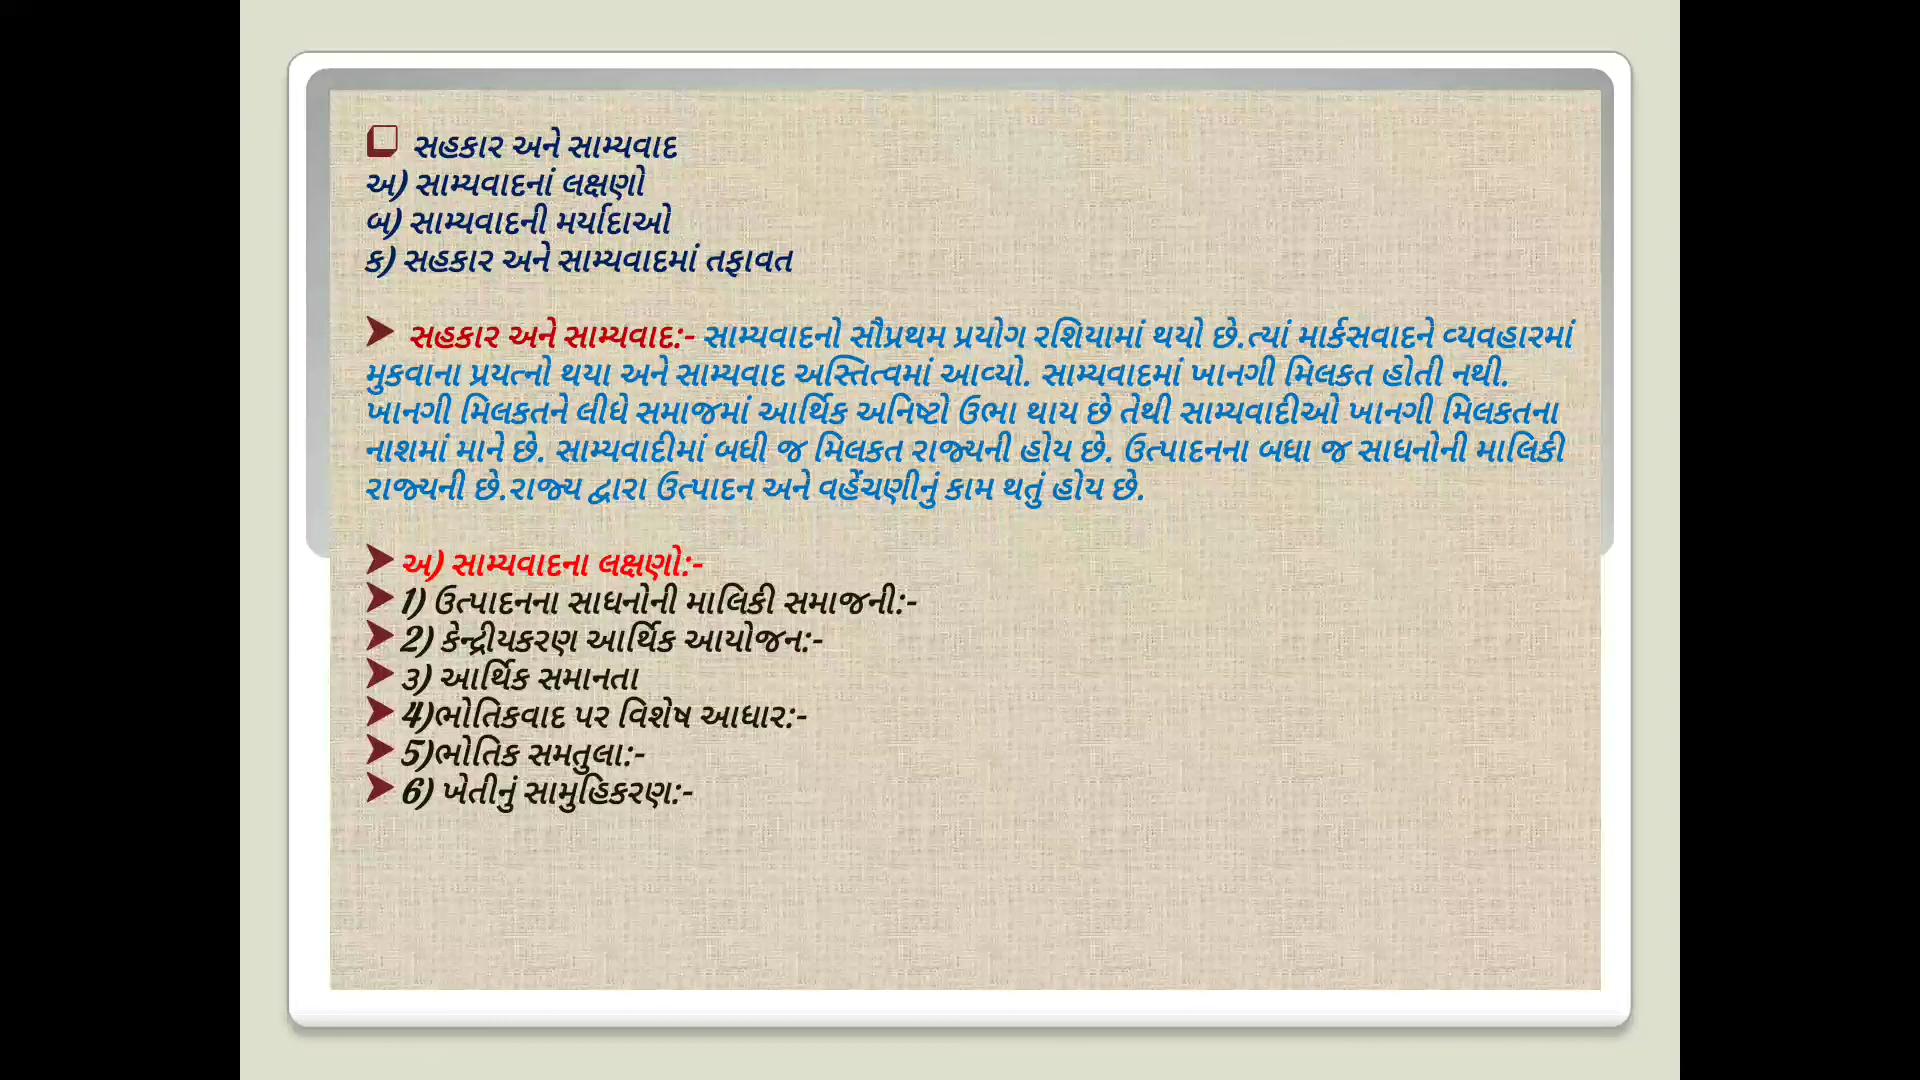 સહકાર અને સામ્યવાદ
અ) સામ્યવાદનાં લક્ષણો
બ) સામ્યવાદની મર્યાદાઓ
ક) સહકાર અને સામ્યવાદમાં તફાવત
સહકાર અને સામ્યવાદ:- સામ્યવાદનો સૌપ્રથમ પ્રયોગ રશિયામાં થયો છે.ત્યાં માર્કસવાદને વ્યવહારમાં
મુકવાના પ્રયત્નો થયા અને સામ્યવાદ અસ્તિત્વમાં આવ્યો. સામ્યવાદમાં ખાનગી મિલકત હોતી નથી.
ખાનગી મિલકતને લીધે સમાજમાં આર્થિક અનિષ્ટો ઉભા થાય છે તેથી સામ્યવાદીઓ ખાનગી મિલકતના
નાશમાં માને છે. સામ્યવાદીમાં બધી જ મિલકત રાજ્યની હોય છે. ઉત્પાદનના બધા જ સાધનોની માલિકી
રાજ્યની છે.રાજ્ય દ્વારા ઉત્પાદન અને વહેંચણીનું કામ થતું હોય છે.
અ) સામ્યવાદના લક્ષણો:-
1) ઉત્પાદનના સાધનોની માલિકી સમાજની:-
2) કેન્દ્રીયકરણ આર્થિક આયોજન:-
૩) આર્થિક સમાનતા
4)ભોતિકવાદ પર વિશેષ આધાર:-
5)ભોતિક સમતુલા:-
6) ખેતીનું સામુહિકરણ:-